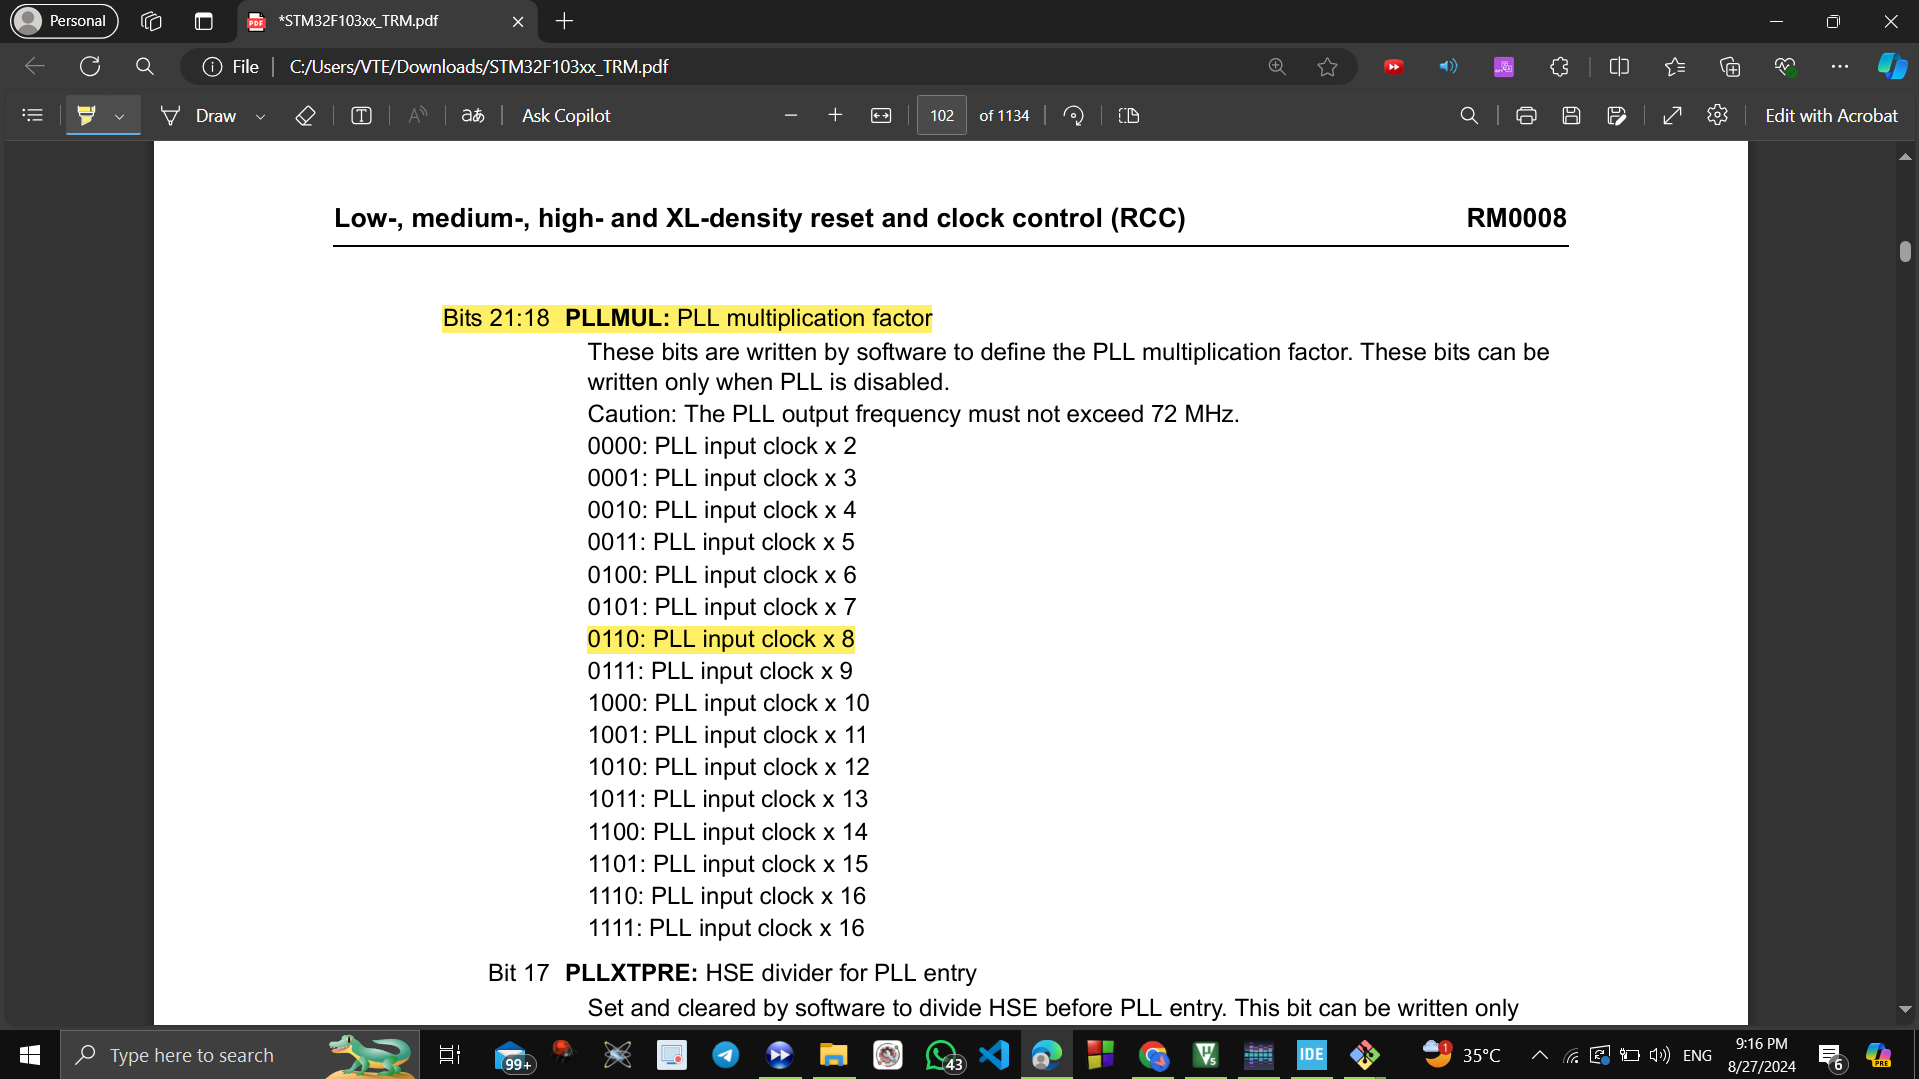 Personal
*STM32F103xx_TRM.pdf
File
C:/Users/VTE/Downloads/STM32F103xx_TRM.pdf
Draw
Ask Copilot
102 of 1134
Edit with Acrobat
Low-, medium-, high- and XL-density reset and clock control (RCC) RM0008
Bits 21:18 PLLMUL: PLL multiplication factor
These bits are written by software to define the PLL multiplication factor. These bits can be
written only when PLL is disabled.
Caution: The PLL output frequency must not exceed 72 MHz.
0000: PLL input clock x 2
0001: PLL input clock x 3
0010: PLL input clock x 4
0011: PLL input clock x 5
0100: PLL input clock x 6
0101: PLL input clock x 7
0110: PLL input clock x 8
0111: PLL input clock x 9
1000: PLL input clock x 10
1001: PLL input clock x 11
1010: PLL input clock x 12
1011: PLL input clock x 13
1100: PLL input clock x 14
1101: PLL input clock x 15
1110: PLL input clock x 16
1111: PLL input clock x 16
Bit 17 PLLXTPRE: HSE divider for PLL entry
Set and cleared by software to divide HSE before PLL entry. This bit can be written only
Type here to search
99+
43
IDE
1
35°C
ENG
9:16 PM
8/27/2024
6
PRE